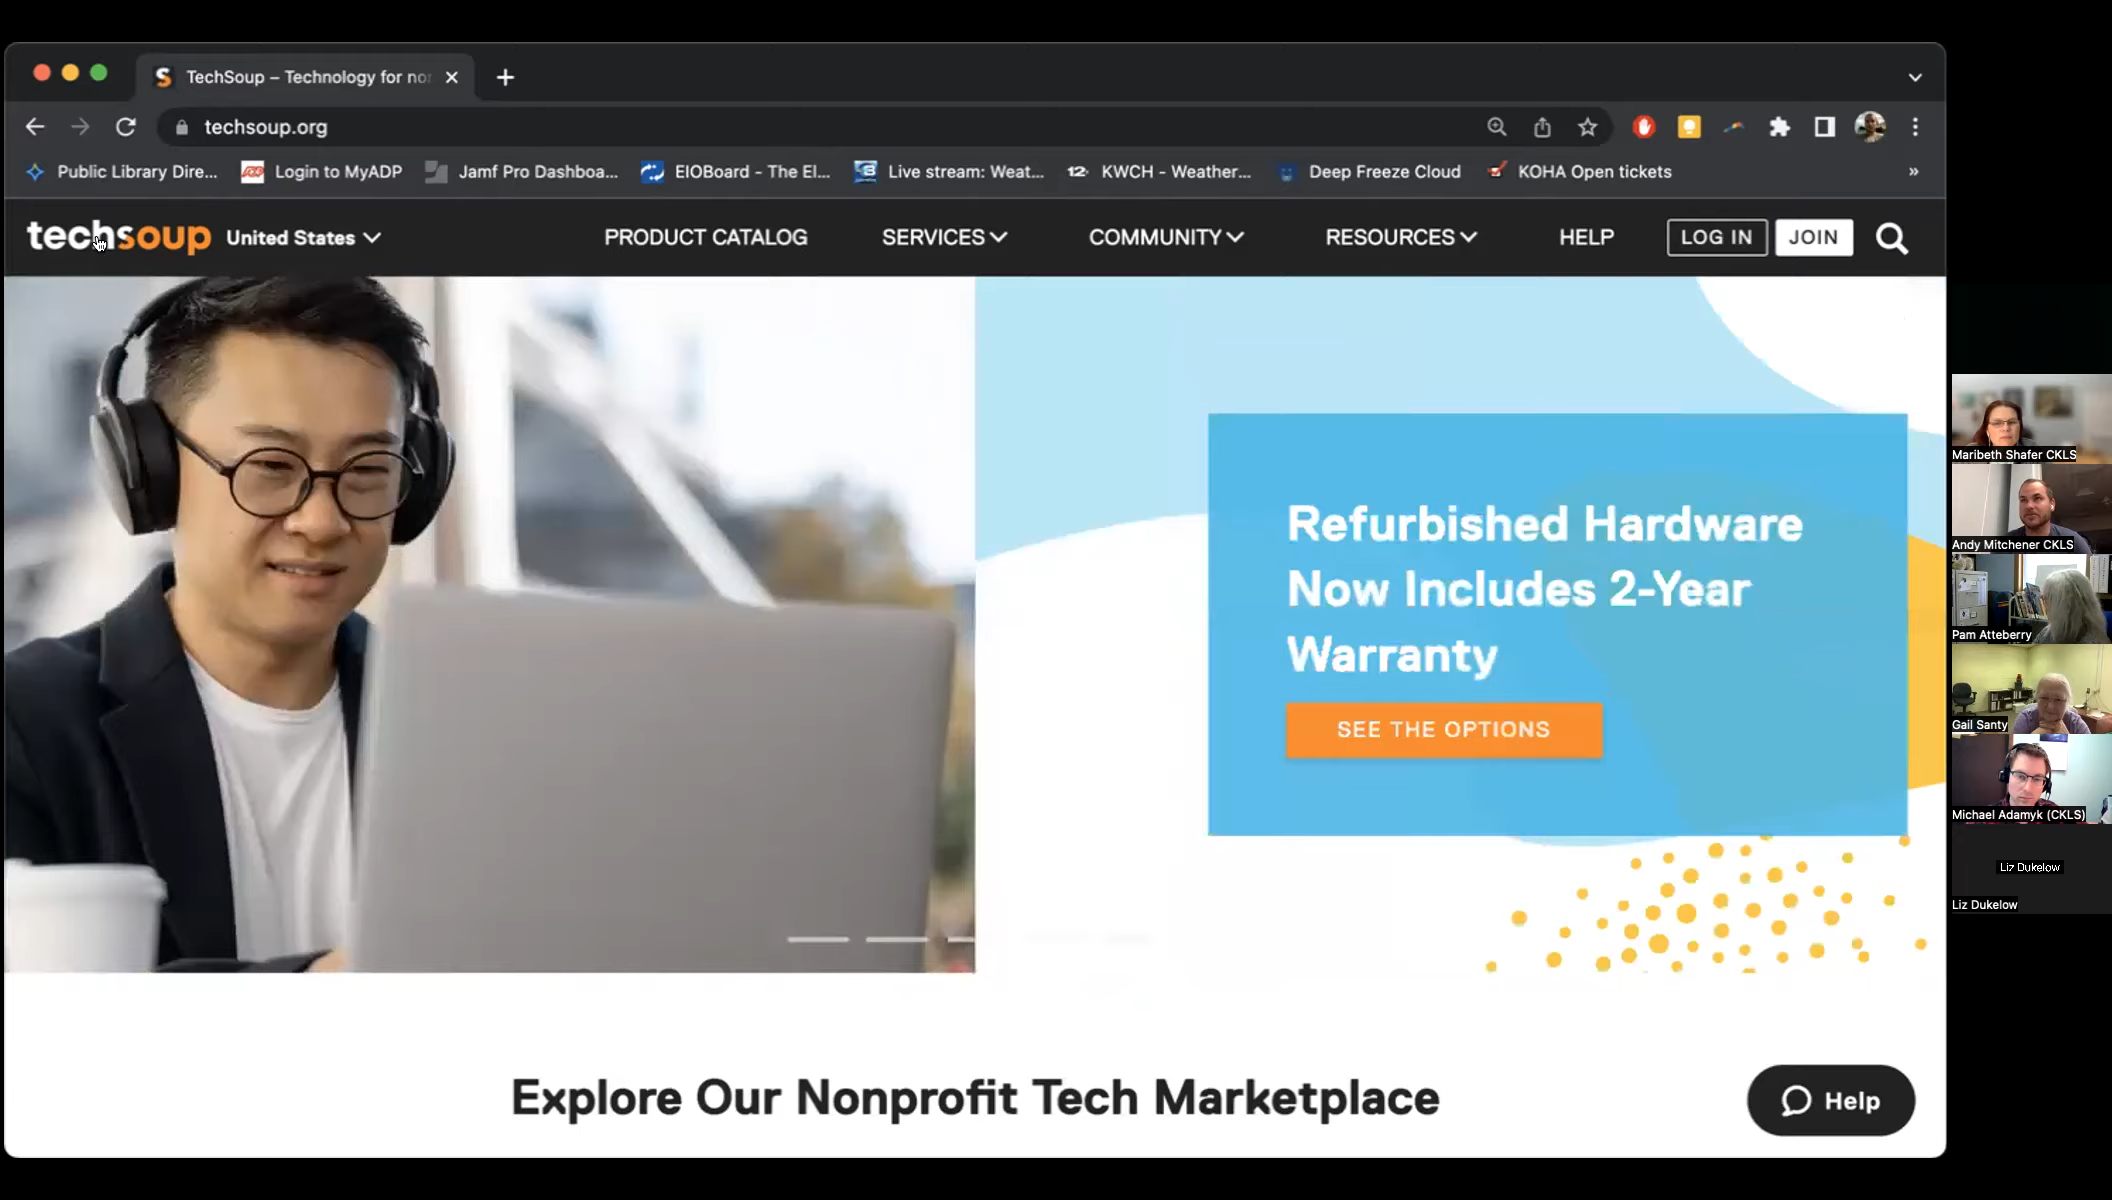 TechSoup – Technology for no
techsoup.org
Public Library Dire...
Login to MyADP
Jamf Pro Dashboa...
EIOBoard - The El...
Live stream: Weat...
12 KWCH - Weather...
Deep Freeze Cloud
KOHA Open tickets
»
techsoup United States
PRODUCT CATALOG
SERVICES
COMMUNITY
RESOURCES
HELP
LOG IN
JOIN
Refurbished Hardware
Now Includes 2-Year
Warranty
SEE THE OPTIONS
Explore Our Nonprofit Tech Marketplace
Help
Maribeth Shafer CKLS
Andy Mitchener CKLS
Pam Atteberry
Gail Santy
Michael Adamyk (CKLS)
Liz Dukelow
Liz Dukelow